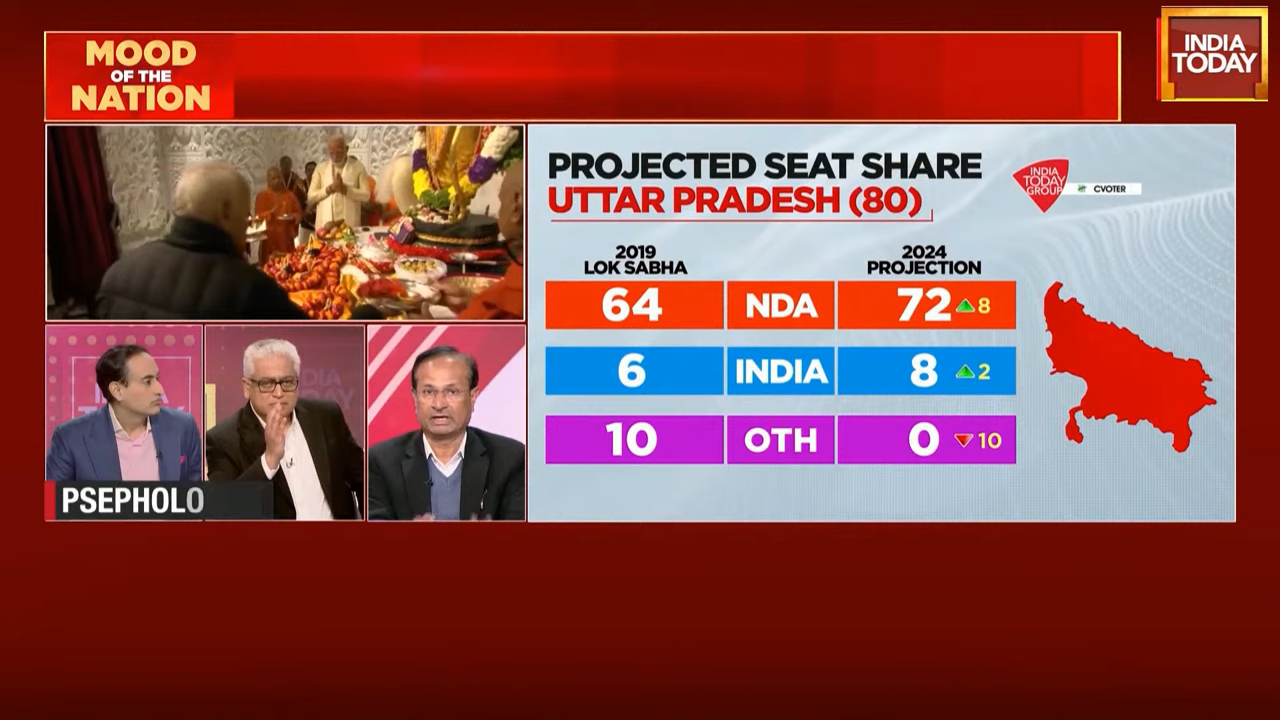 MOOD
OF THE
NATION
INDIA
TODAY
PROJECTED SEAT SHARE
UTTAR PRADESH (80)
INDIA
TODAY
GROUP
CVOTER
2019
LOK SABHA
2024
PROJECTION
64 NDA 72 8
6 INDIA 8 2
10 OTH 0 10
PSEPHOLO